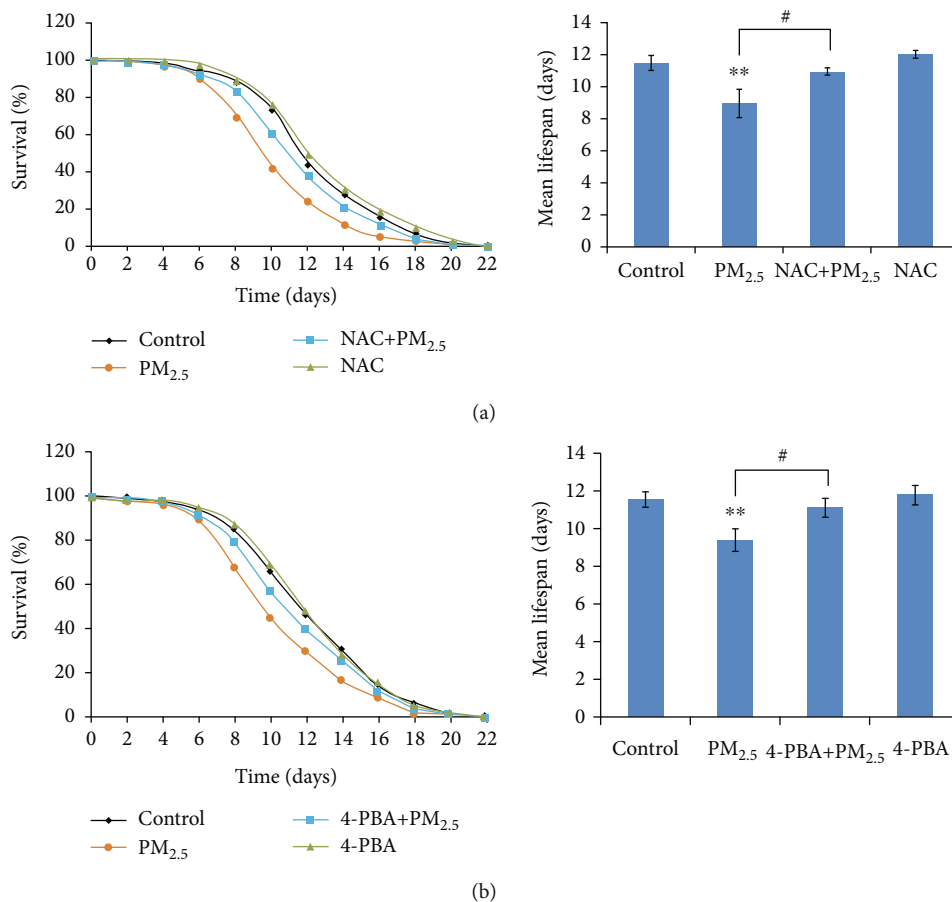 120
100
80
60
40
20
0
Survival (%)
0 2 4 6 8 10 12 14 16 18 20 22
Time (days)
Control
NAC+PM2.5
PM2.5
NAC
14
12
10
8
6
4
2
0
Mean lifespan (days)
#
**
Control PM2.5 NAC+PM2.5 NAC
(a)
120
100
80
60
40
20
0
Survival (%)
0 2 4 6 8 10 12 14 16 18 20 22
Time (days)
Control
4-PBA+PM2.5
PM2.5
4-PBA
14
12
10
8
6
4
2
0
Mean lifespan (days)
#
**
Control PM2.5 4-PBA+PM2.5 4-PBA
(b)